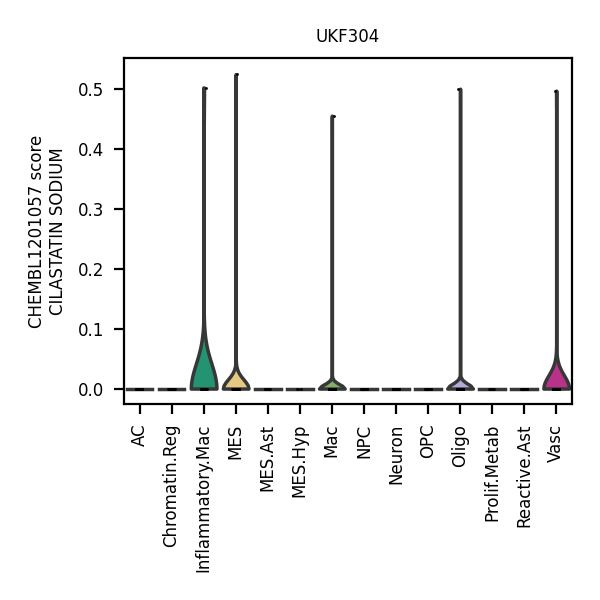 UKF304
CHEMBL1201057 score
CILASTATIN SODIUM
0.5
0.4
0.3
0.2
0.1
0.0
AC
Chromatin.Reg
Inflammatory.Mac
MES
MES.Ast
MES.Hyp
Mac
NPC
Neuron
OPC
Oligo
Prolif.Metab
Reactive.Ast
Vasc